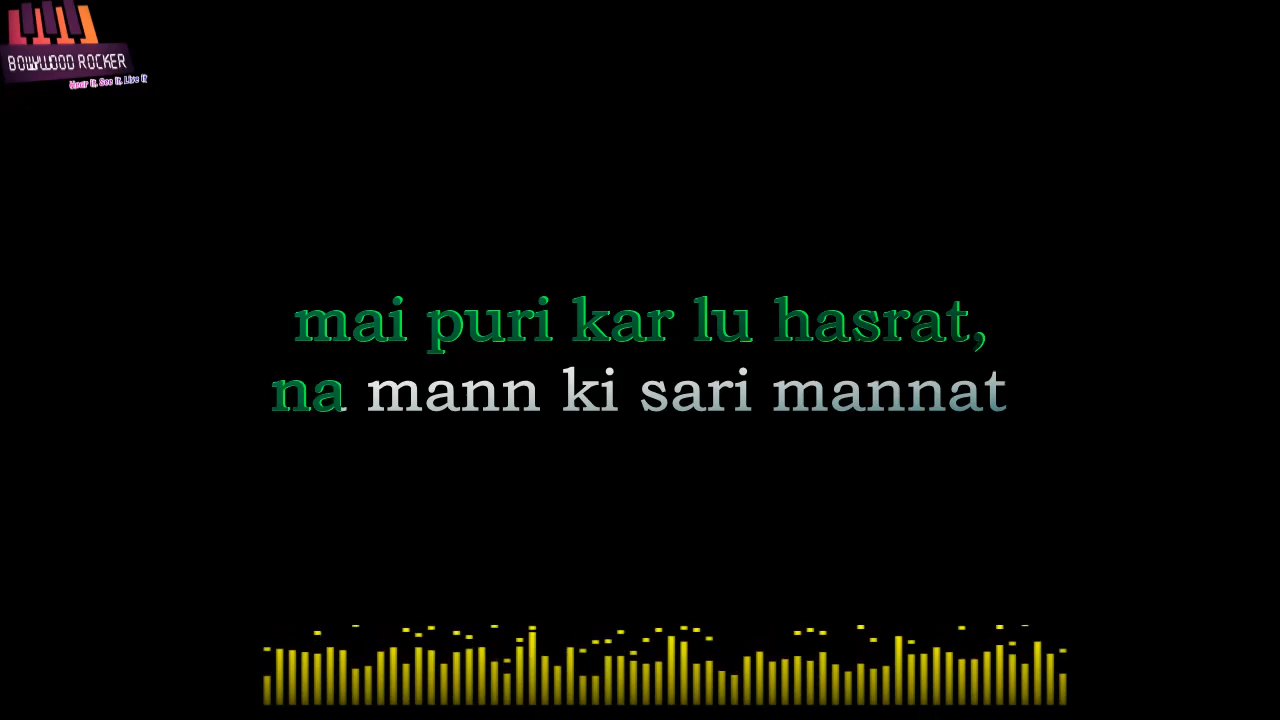 BOLLYWOOD ROCKER
Hear It. See It. Live It
mai puri kar lu hasrat,
na mann ki sari mannat